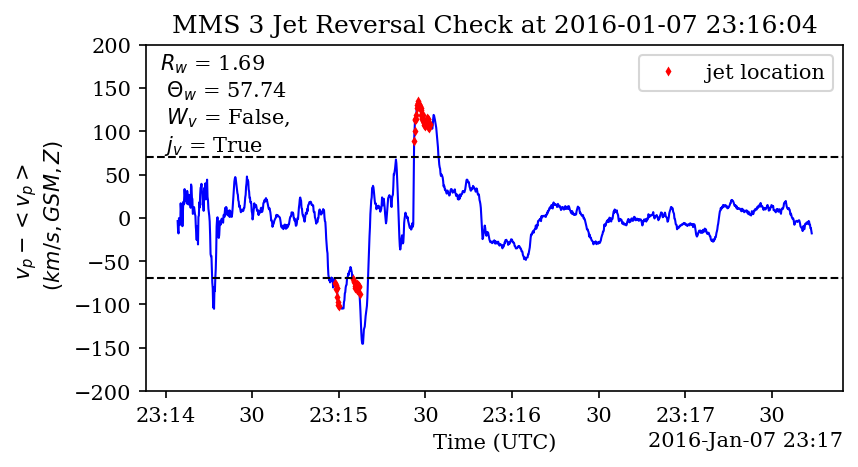 MMS 3 Jet Reversal Check at 2016-01-07 23:16:04
R_w = 1.69
Θ_w = 57.74
W_v = False,
j_v = True
jet location
v_p − < v_p >
(km/s, GSM, Z)
200
150
100
50
0
−50
−100
−150
−200
23:14 30 23:15 30 23:16 30 23:17 30
Time (UTC)
2016-Jan-07 23:17